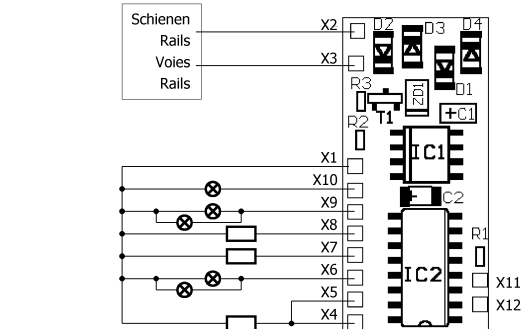 Schienen
Rails
Voies
Rails
X2
X3
D2
D3
D4
D1
R3
ZD1
T1
+C1
R2
IC1
X1
X10
C2
X9
X8
R1
X7
IC2
X6
X11
X5
X12
X4